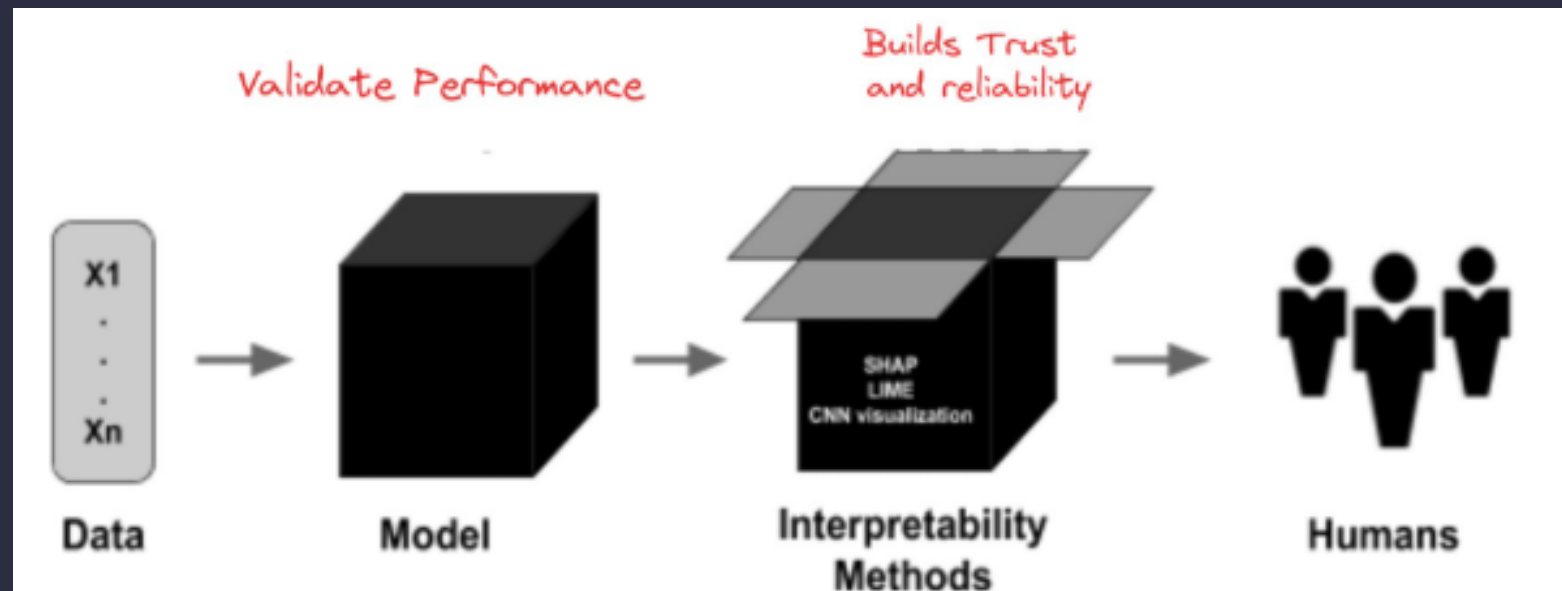 Validate Performance
Builds Trust
and reliability
X1
.
.
.
Xn
SHAP
LIME
CNN visualization
Data
Model
Interpretability
Methods
Humans